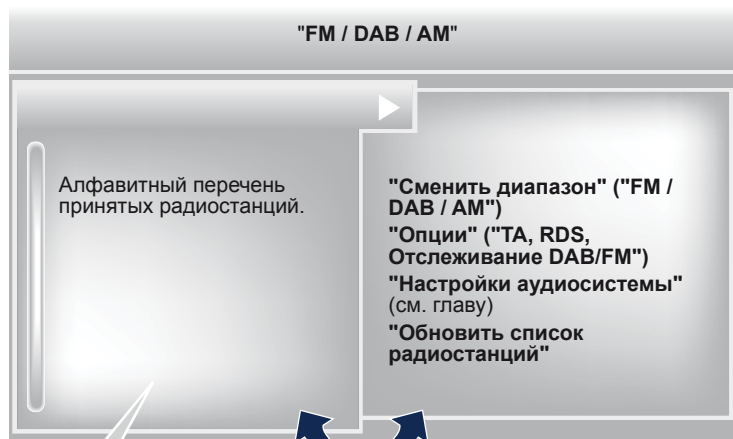 "FM / DAB / AM"
Алфавитный перечень
принятых радиостанций.
"Сменить диапазон" ("FM /
DAB / AM")
"Опции" ("TA, RDS,
Отслеживание DAB/FM")
"Настройки аудиосистемы"
(см. главу)
"Обновить список
радиостанций"